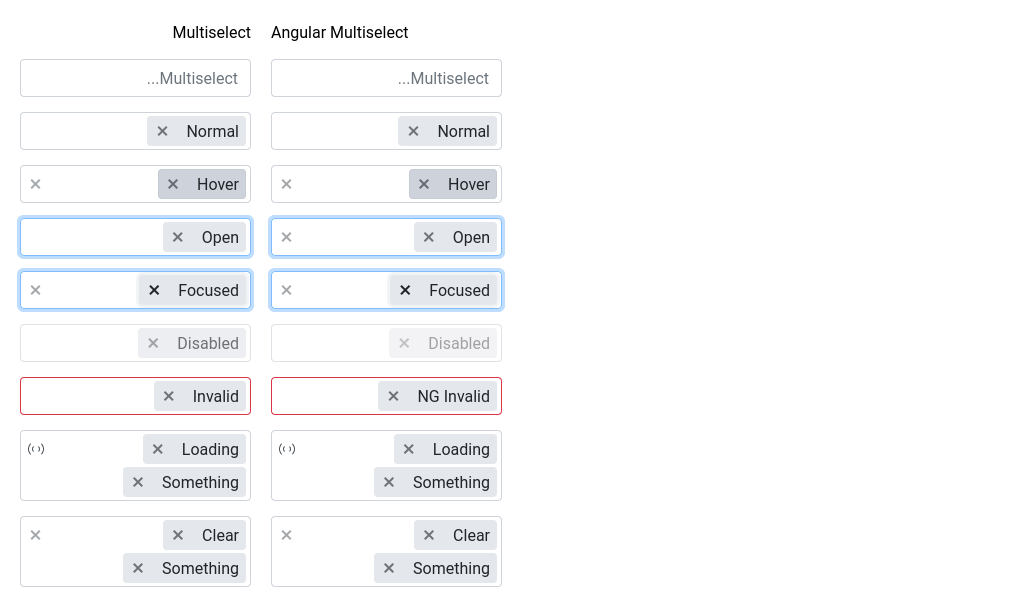 Multiselect
Angular Multiselect
...Multiselect
...Multiselect
Normal
Normal
Hover
Hover
Open
Open
Focused
Focused
Disabled
Disabled
Invalid
NG Invalid
Loading
Something
Loading
Something
Clear
Something
Clear
Something